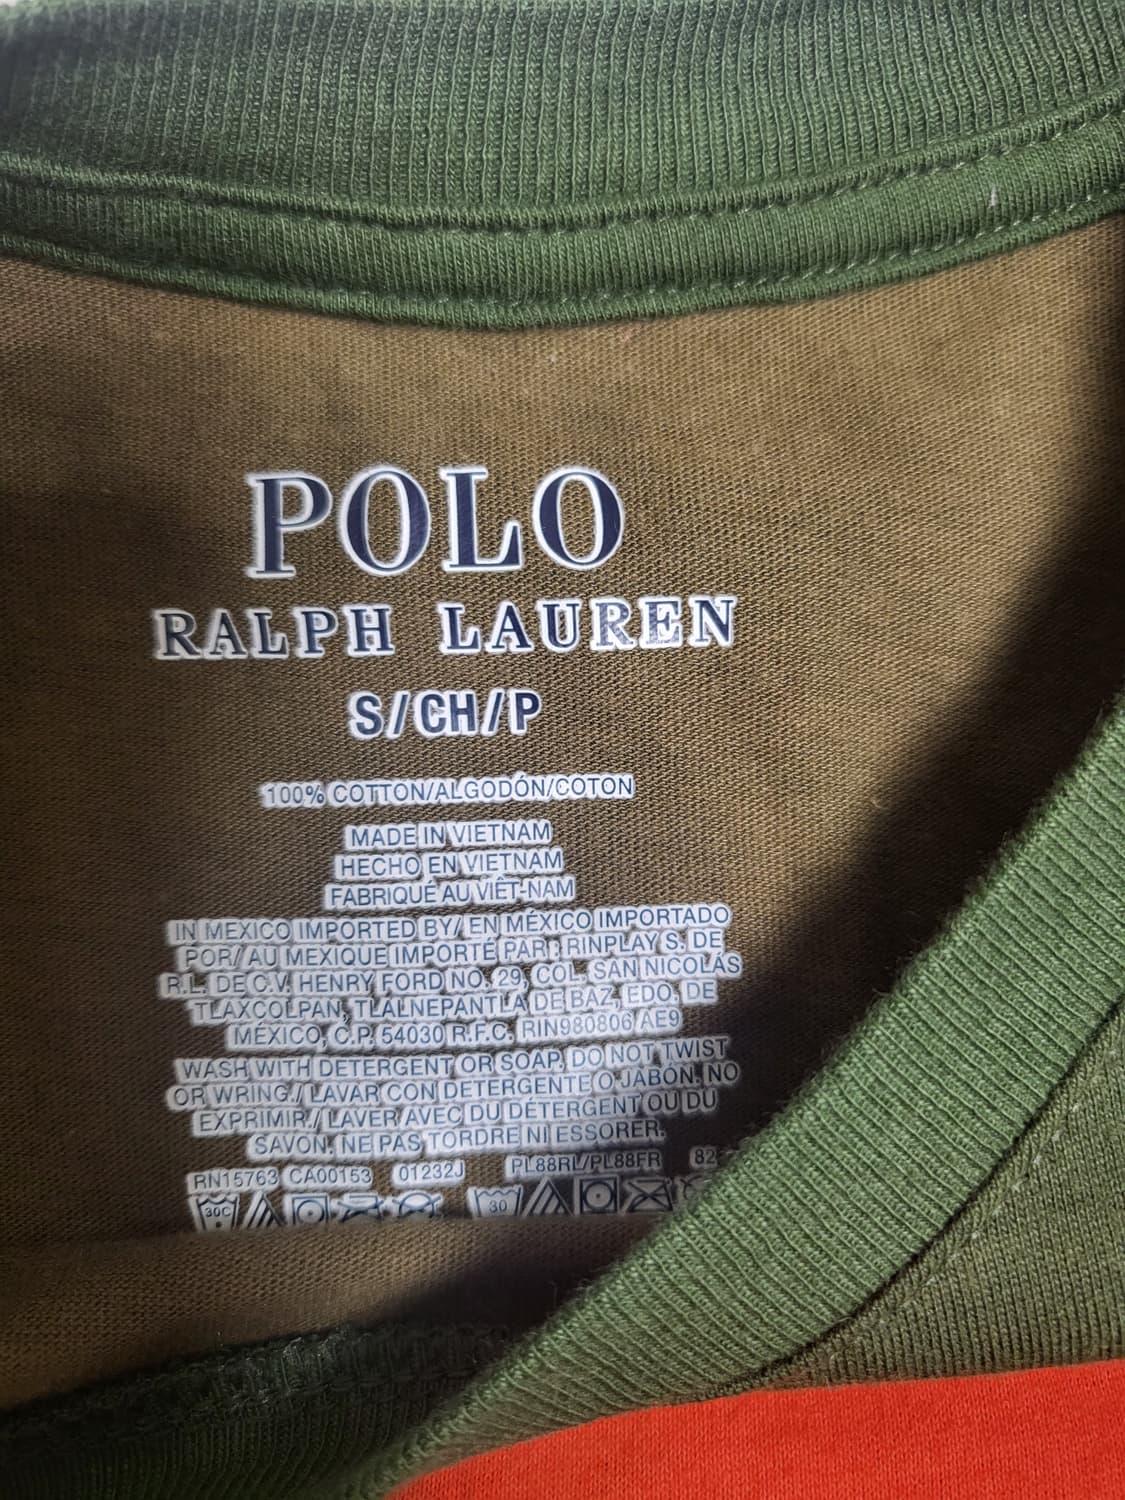 POLO
RALPH LAUREN
S/CH/P
100% COTTON/ALGODÓN/COTON
MADE IN VIETNAM
HECHO EN VIETNAM
FABRIQUÉ AU VIÊT-NAM
IN MEXICO IMPORTED BY/ EN MÉXICO IMPORTADO
POR/ AU MEXIQUE IMPORTÉ PAR: RINPLAY S. DE
R.L. DE C.V. HENRY FORD NO. 29, COL. SAN NICOLÁS
TLAXCOLPAN, TLALNEPANTLA DE BAZ, EDO. DE
MÉXICO, C.P. 54030 R.F.C. RIN980806 AE9
WASH WITH DETERGENT OR SOAP, DO NOT TWIST
OR WRING./ LAVAR CON DETERGENTE O JABÓN. NO
EXPRIMIR./ LAVER AVEC DU DÉTERGENT OU DU
SAVON. NE PAS TORDRE NI ESSORER.
RN15763 CA00153 01232J PL88RL/PL88FR 82
30C 30